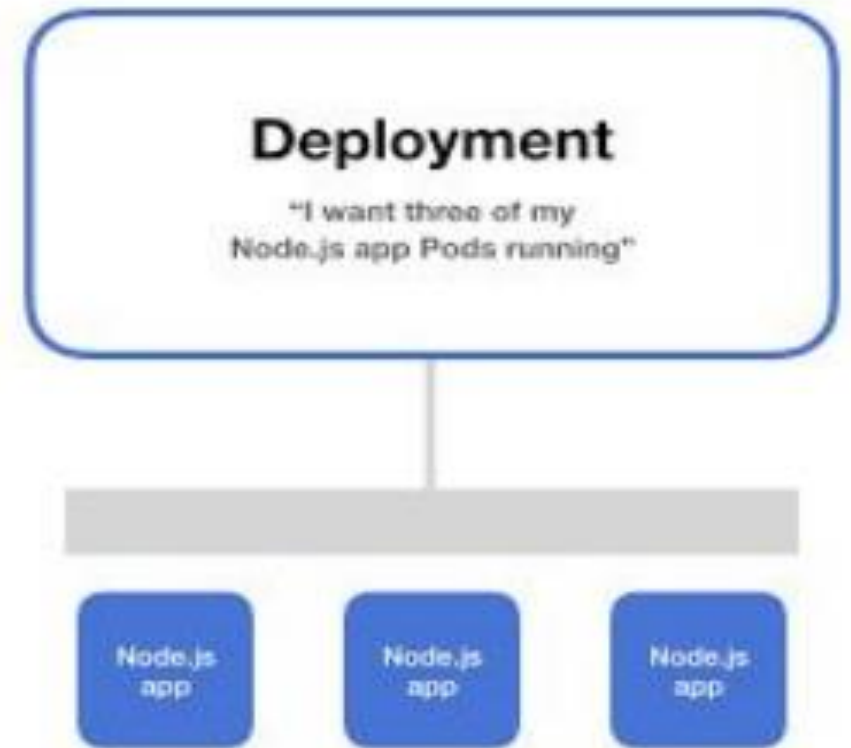 Deployment
“I want three of my
Node.js app Pods running”
Node.js
app
Node.js
app
Node.js
app